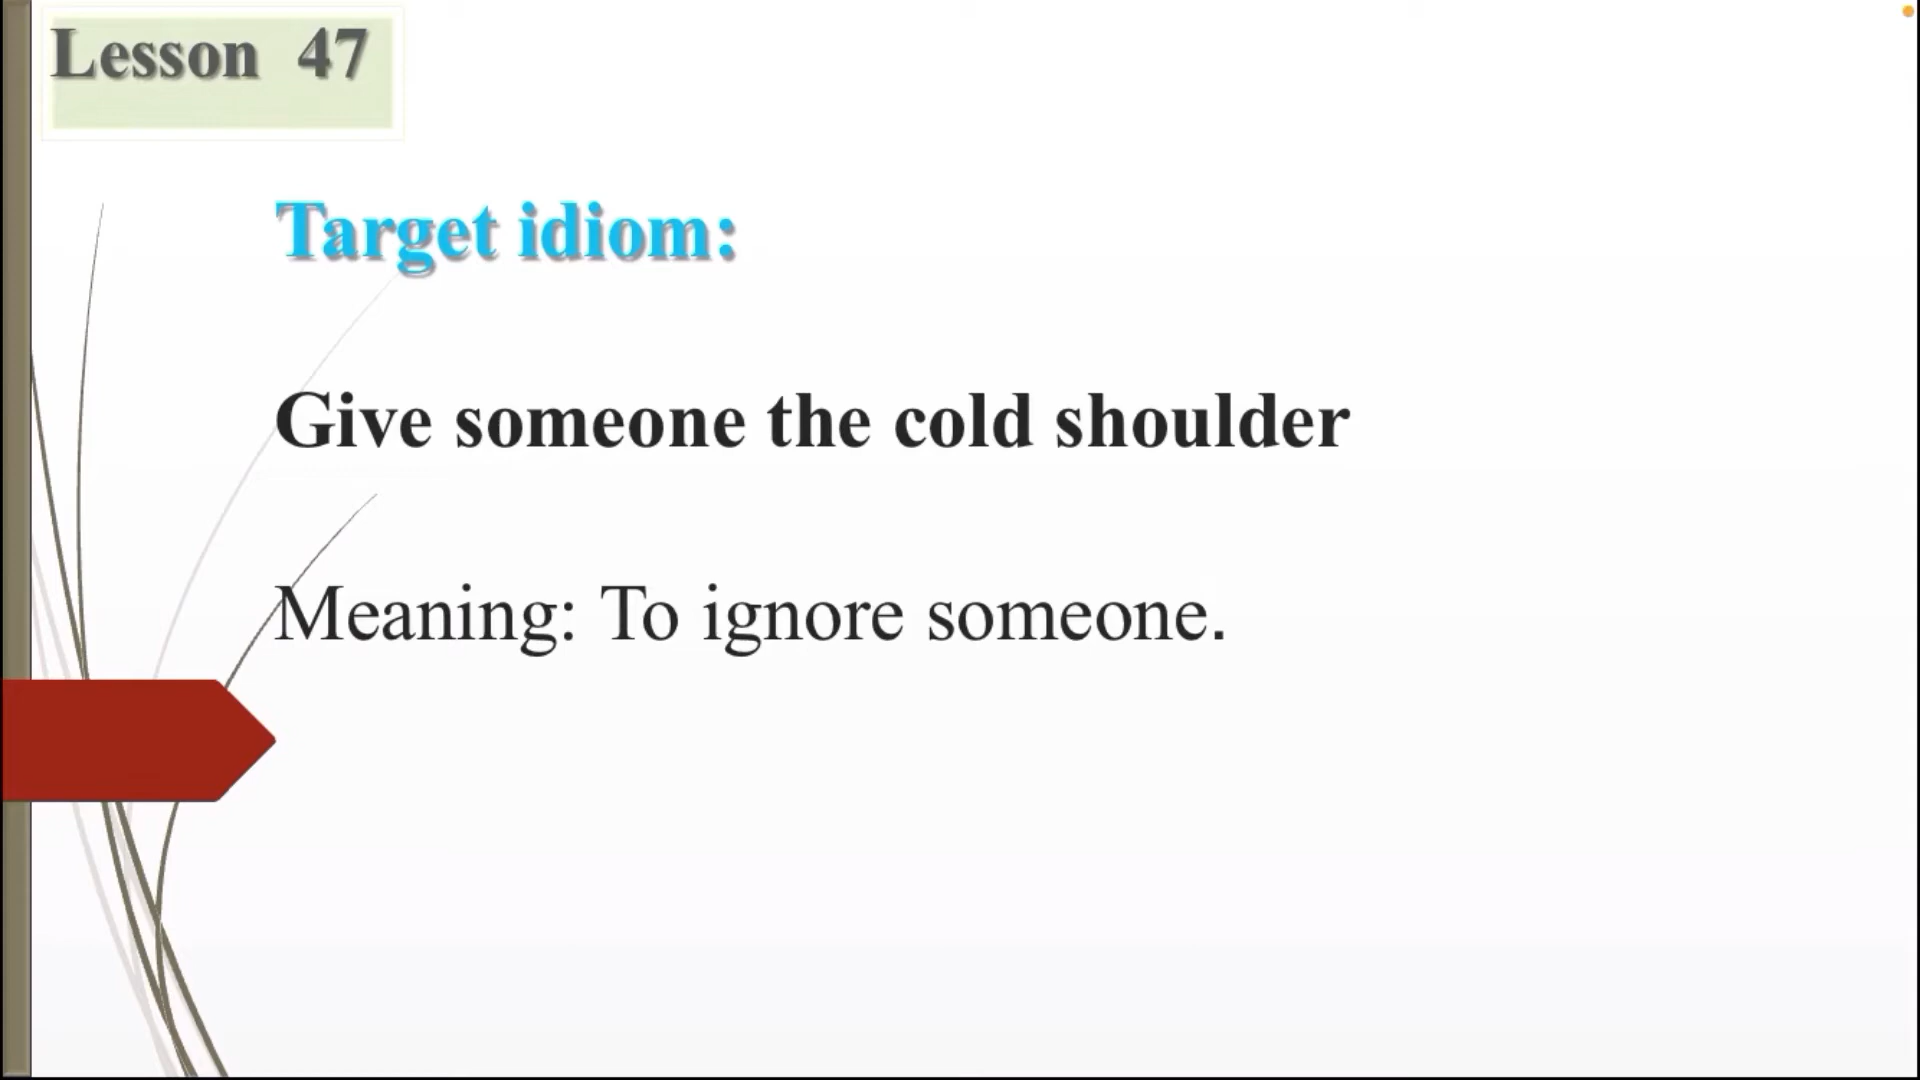 Lesson 47
Target idiom:
Give someone the cold shoulder
Meaning: To ignore someone.